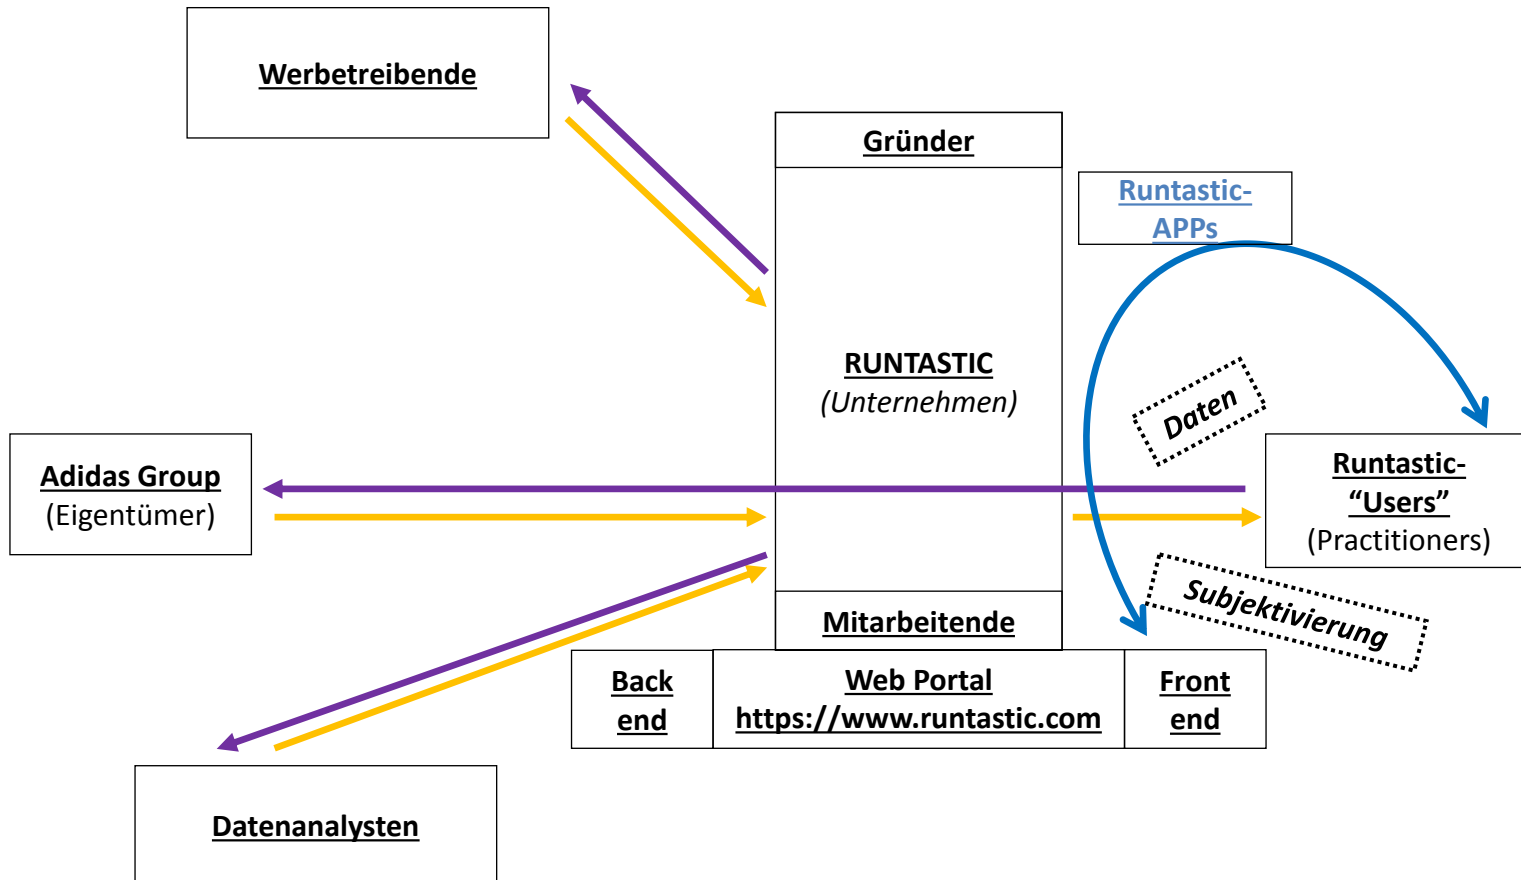 Werbetreibende
Gründer
Runtastic-
APPs
RUNTASTIC
(Unternehmen)
Daten
Adidas Group
(Eigentümer)
Runtastic-
“Users”
(Practitioners)
Subjektivierung
Mitarbeitende
Back
end
Web Portal
https://www.runtastic.com
Front
end
Datenanalysten